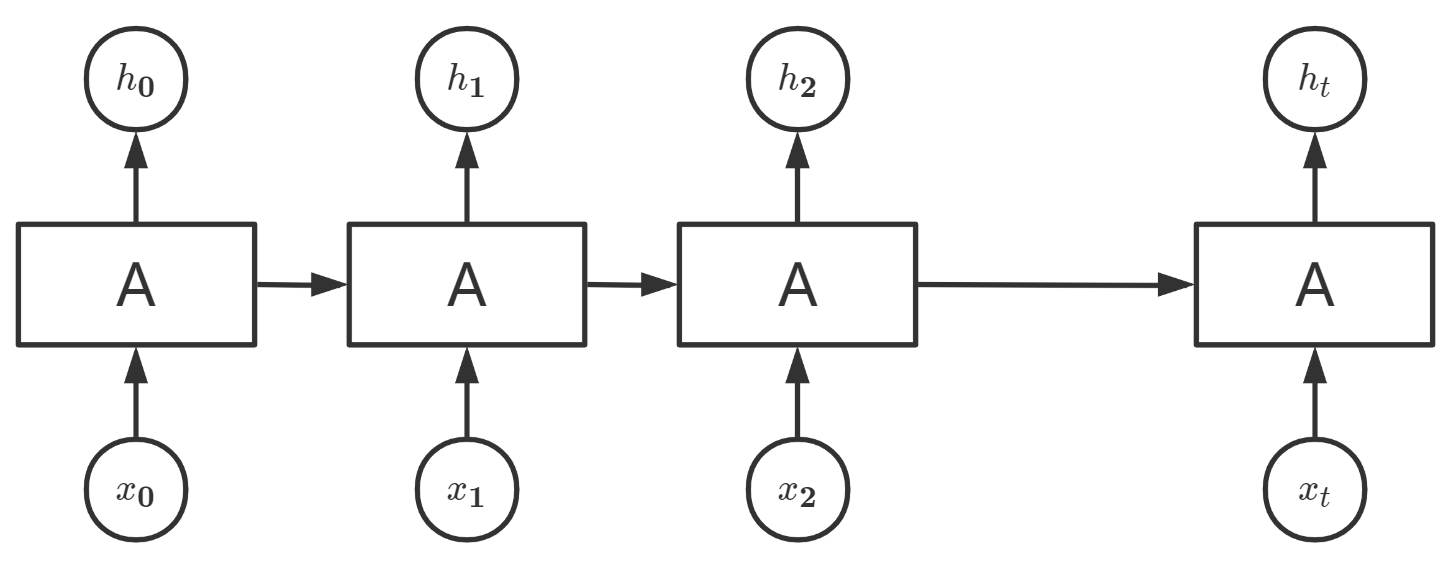 h₀ h₁ h₂ hₜ
A A A A
x₀ x₁ x₂ xₜ